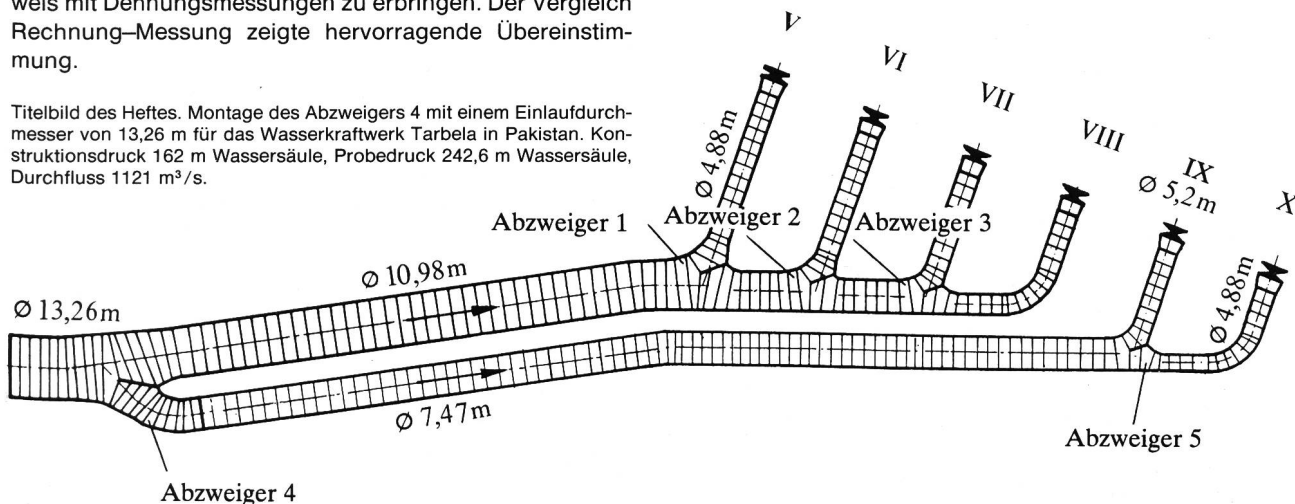 weis mit Dehnungsmessungen zu erbringen. Der Vergleich
Rechnung–Messung zeigte hervorragende Übereinstim-
mung.
Titelbild des Heftes. Montage des Abzweigers 4 mit einem Einlaufdurch-
messer von 13,26 m für das Wasserkraftwerk Tarbela in Pakistan. Kon-
struktionsdruck 162 m Wassersäule, Probedruck 242,6 m Wassersäule,
Durchfluss 1121 m³/s.
V
VI
VII
VIII
IX
Ø 5,2 m
X
Ø 4,88 m
Abzweiger 1
Abzweiger 2
Abzweiger 3
Ø 10,98 m
Ø 13,26 m
Ø 4,88 m
Ø 7,47 m
Abzweiger 5
Abzweiger 4